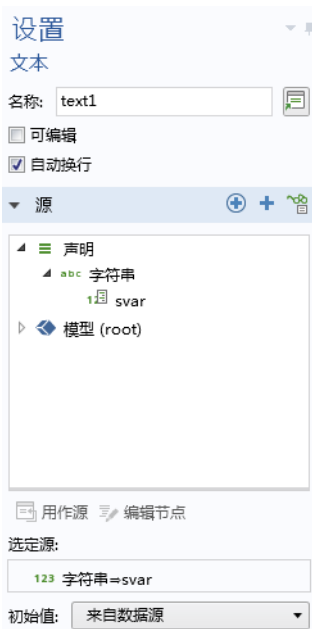 设置
文本
名称: text1
可编辑
自动换行
源
声明
abc 字符串
svar
模型 (root)
用作源 编辑节点
选定源:
123 字符串⇒svar
初始值: 来自数据源